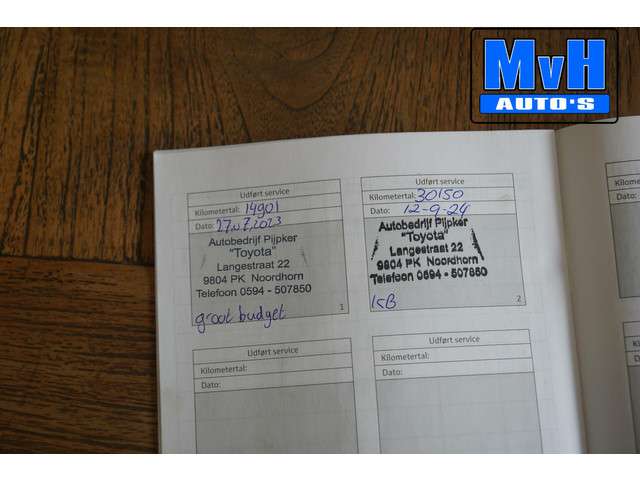 MvH
AUTO'S
Udført service
Kilometertal: 14901
Dato: 27 2023
Autobedrijf Pijpker
"Toyota"
Langestraat 22
9804 PK Noordhorn
Telefoon 0594 - 507850
1
groot budget
Udført service
Kilometertal: 30150
Dato: 12-9-24
Autobedrijf Pijpker
"Toyota"
Langestraat 22
9804 PK Noordhorn
Telefoon 0594 - 507850
2
Udført service
Kilometertal:
Dato:
Udført service
Kilometertal:
Dato: